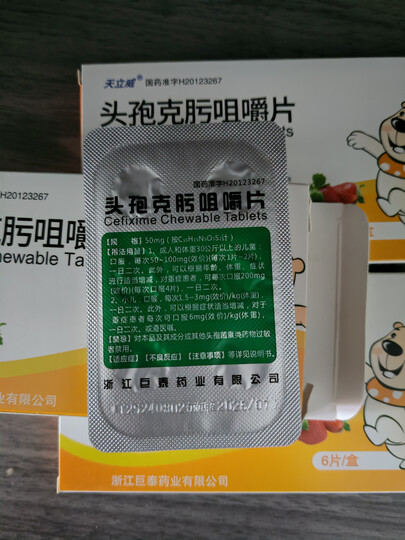 天立威® 国药准字H20123267
头孢克肟咀嚼片
ts
H20123267
克肟咀嚼
wable Ta
国药准字H20123267
头孢克肟咀嚼片
Cefixime Chewable Tablets
【规 格】50mg（按C₁₆H₁₅N₅O₇S₂计）
【用法用量】1、成人和体重30公斤以上的儿童：
口服，每次50~100mg(效价)(每次1片~2片)，
一日二次。此外，可以根据年龄、体重、症状
进行适当增减，对重症患者，可每次口服200mg
(效价)(每次口服4片)，一日二次。
2、小儿：口服，每次1.5~3mg(效价)/kg(体重)，
一日二次。此外，可以根据症状适当增减，对于
重症患者每次可口服6mg(效价)/kg(体重)，
一日二次，或遵医嘱。
【禁忌】对本品及其成分或其他头孢菌素类药物过敏
者禁用。
【适应症】【不良反应】【注意事项】等详见说明书。
浙江巨泰药业有限公司
泰药业有限公司
6片/盒
浙江巨泰药业有限公司